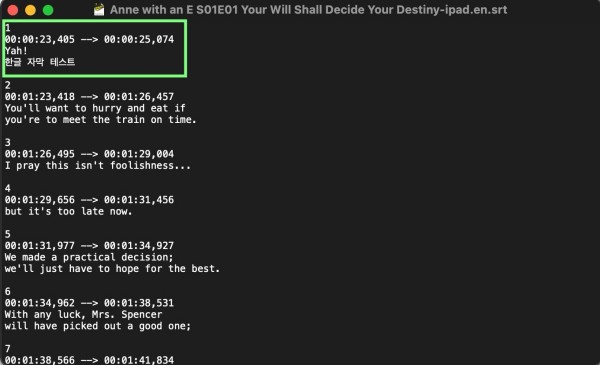 Anne with an E S01E01 Your Will Shall Decide Your Destiny-ipad.en.srt
1
00:00:23,405 --> 00:00:25,074
Yah!
한글 자막 테스트
2
00:01:23,418 --> 00:01:26,457
You'll want to hurry and eat if
you're to meet the train on time.
3
00:01:26,495 --> 00:01:29,004
I pray this isn't foolishness...
4
00:01:29,656 --> 00:01:31,456
but it's too late now.
5
00:01:31,977 --> 00:01:34,927
We made a practical decision;
we'll just have to hope for the best.
6
00:01:34,962 --> 00:01:38,531
With any luck, Mrs. Spencer
will have picked out a good one;
7
00:01:38,566 --> 00:01:41,834